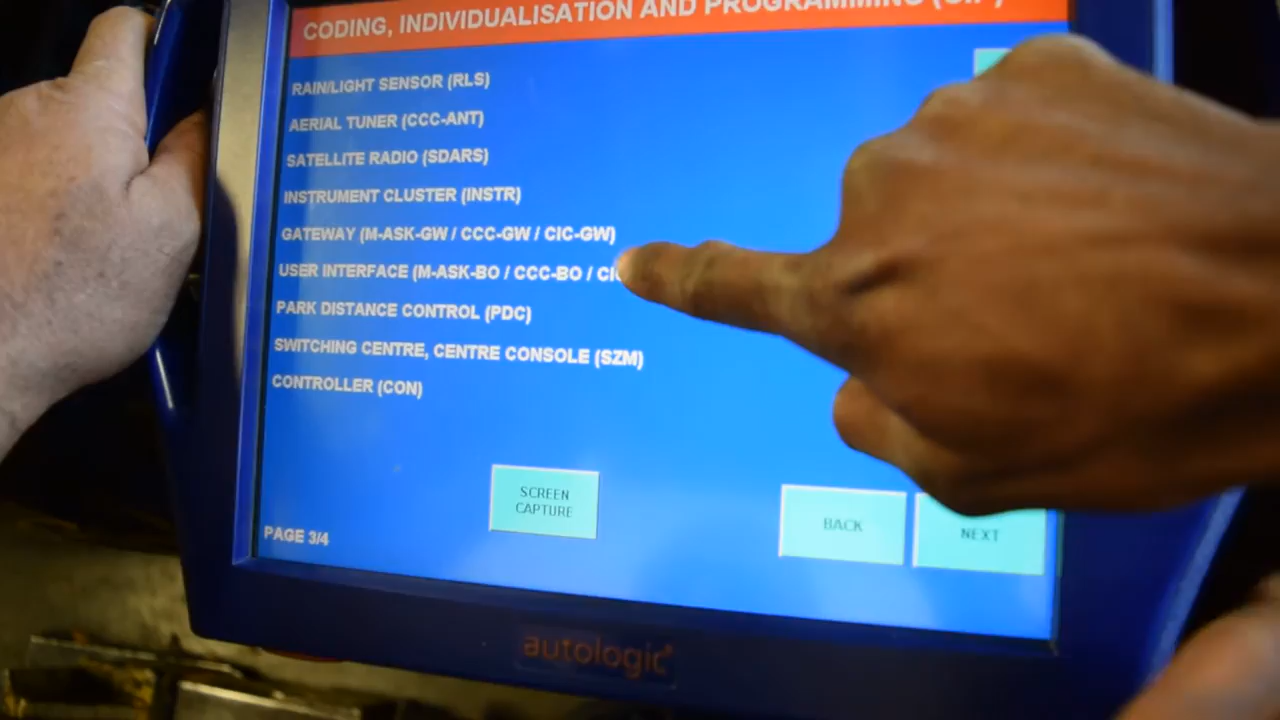 CODING, INDIVIDUALISATION AND PROGRAMMING (CIP)
RAIN/LIGHT SENSOR (RLS)
AERIAL TUNER (CCC-ANT)
SATELLITE RADIO (SDARS)
INSTRUMENT CLUSTER (INSTR)
GATEWAY (M-ASK-GW / CCC-GW / CIC-GW)
USER INTERFACE (M-ASK-BO / CCC-BO /
PARK DISTANCE CONTROL (PDC)
SWITCHING CENTRE, CENTRE CONSOLE (SZM)
CONTROLLER (CON)
SCREEN
CAPTURE
BACK
NEXT
PAGE 3/4
autologic